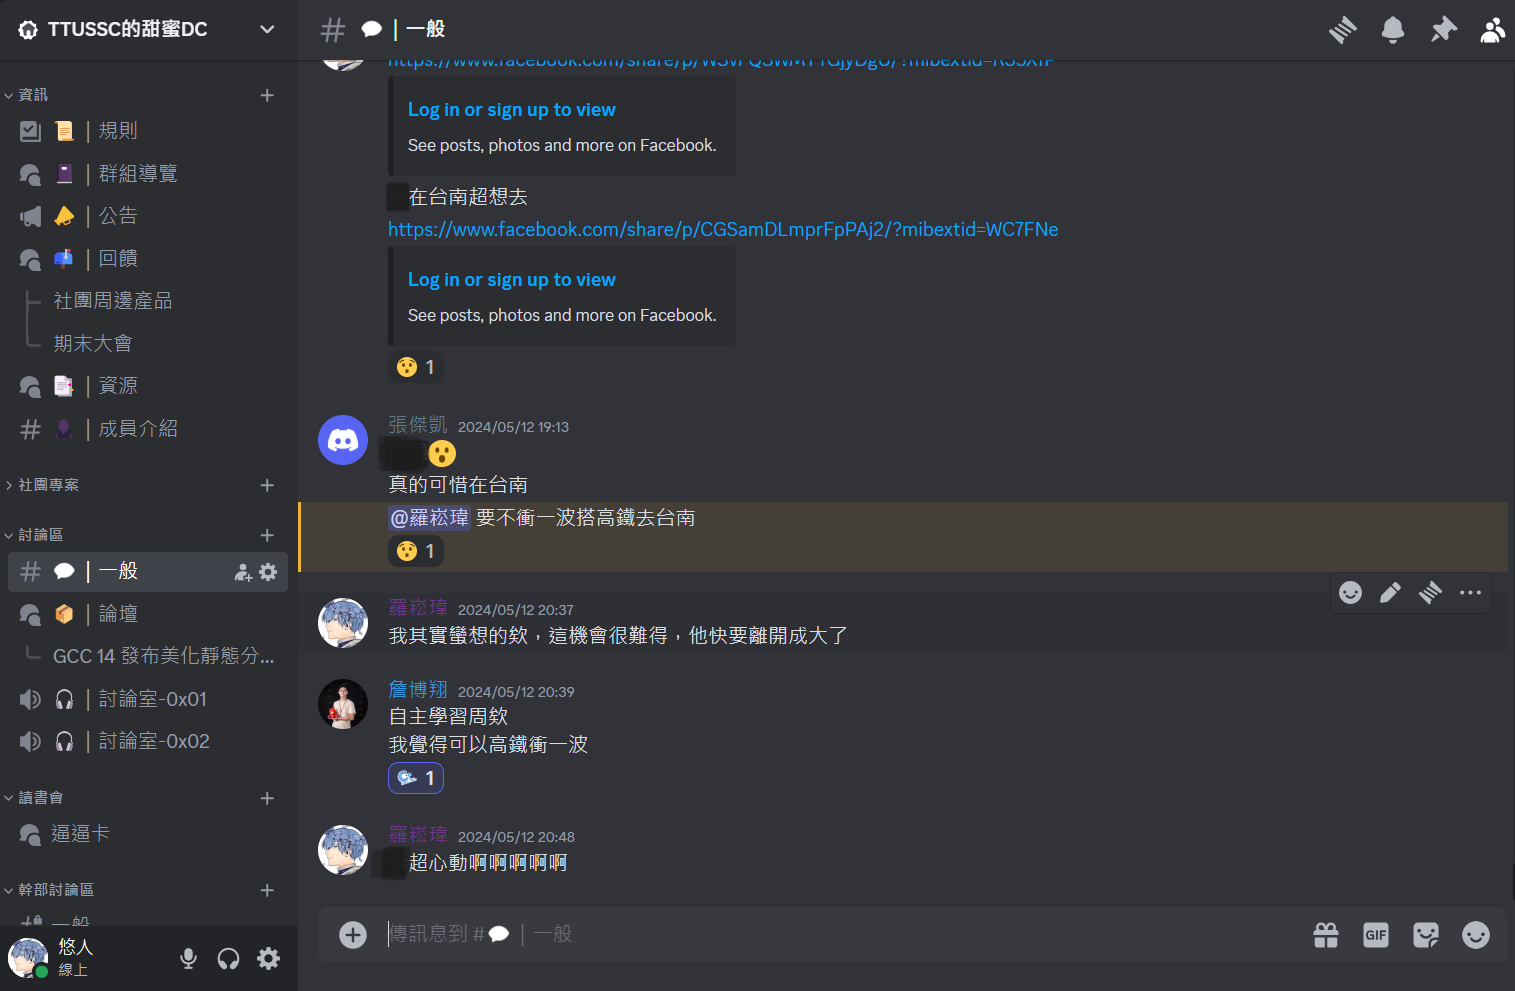 TTUSSC的甜蜜DC
資訊
| 規則
| 群組導覽
| 公告
| 回饋
社團周邊產品
期末大會
| 資源
| 成員介紹
社團專案
討論區
| 一般
| 論壇
GCC 14 發布美化靜態分...
| 討論室-0x01
| 討論室-0x02
讀書會
逼逼卡
幹部討論區
一般
悠人
線上
| 一般
Log in or sign up to view
See posts, photos and more on Facebook.
在台南超想去
https://www.facebook.com/share/p/CGSamDLmprFpPAj2/?mibextid=WC7FNe
Log in or sign up to view
See posts, photos and more on Facebook.
1
張傑凱 2024/05/12 19:13
真的可惜在台南
@羅崧瑋 要不衝一波搭高鐵去台南
1
羅崧瑋 2024/05/12 20:37
我其實蠻想的欸，這機會很難得，他快要離開成大了
詹博翔 2024/05/12 20:39
自主學習周欸
我覺得可以高鐵衝一波
1
羅崧瑋 2024/05/12 20:48
超心動啊啊啊啊啊
傳訊息到 # | 一般
GIF